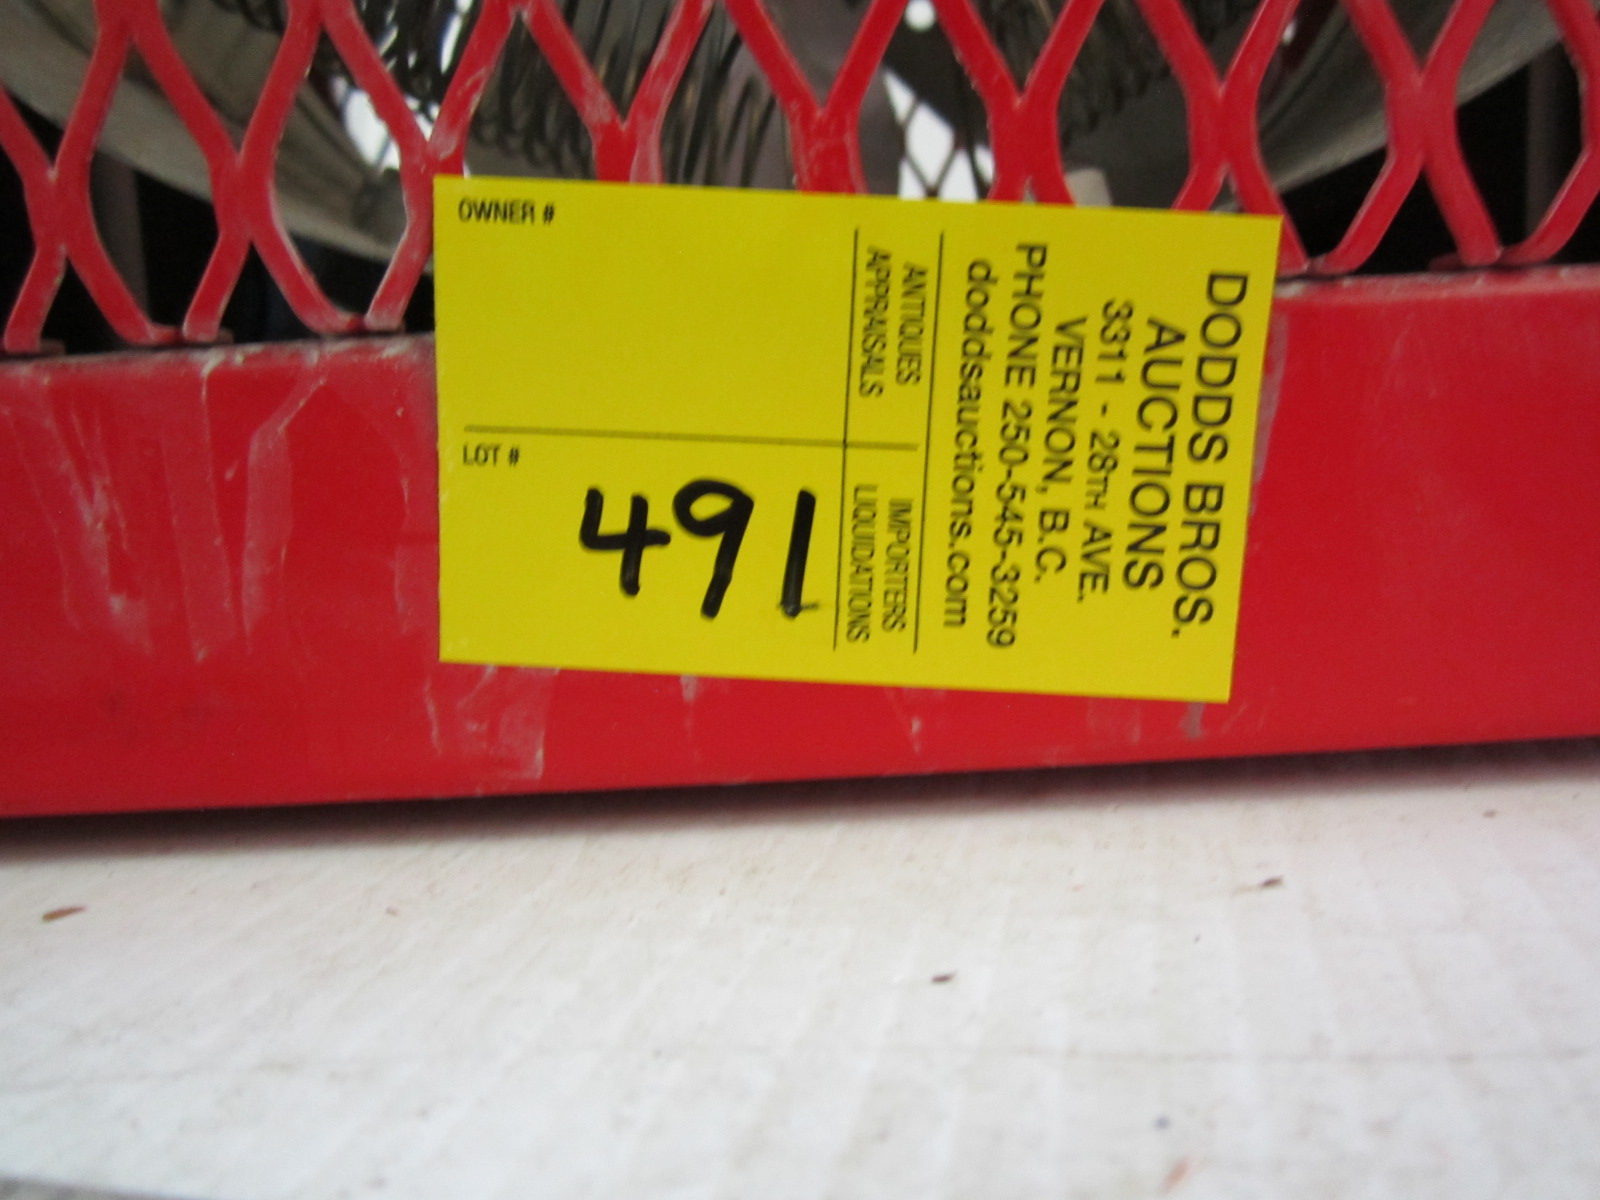 DODDS BROS.
AUCTIONS
3311 - 28TH AVE.
VERNON, B.C.
PHONE 250-545-3259
doddsauctions.com
ANTIQUES
APPRAISALS
IMPORTERS
LIQUIDATIONS
OWNER #
LOT #
491